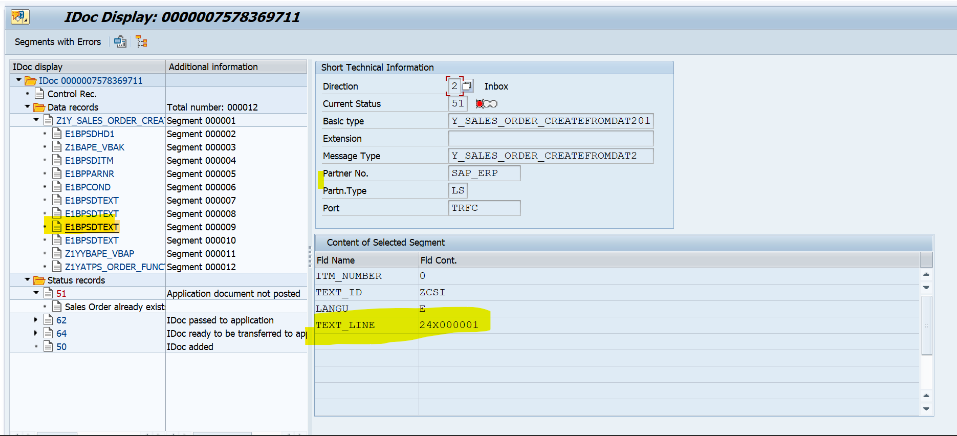 IDoc Display: 0000007578369711
Segments with Errors
IDoc display Additional information
IDoc 0000007578369711
Control Rec.
Data records Total number: 000012
Z1Y_SALES_ORDER_CREA Segment 000001
E1BPSDHD1 Segment 000002
Z1BAPE_VBAK Segment 000003
E1BPSDITM Segment 000004
E1BPPARNR Segment 000005
E1BPCOND Segment 000006
E1BPSDTEXT Segment 000007
E1BPSDTEXT Segment 000008
E1BPSDTEXT Segment 000009
E1BPSDTEXT Segment 000010
Z1YYBAPE_VBAP Segment 000011
Z1YATPS_ORDER_FUNC Segment 000012
Status records
51 Application document not posted
Sales Order already exist
62 IDoc passed to application
64 IDoc ready to be transferred to ap
50 IDoc added
Short Technical Information
Direction 2 Inbox
Current Status 51
Basic type Y_SALES_ORDER_CREATEFROMDAT201
Extension
Message Type Y_SALES_ORDER_CREATEFROMDAT2
Partner No. SAP_ERP
Partn.Type LS
Port TRFC
Content of Selected Segment
Fld Name Fld Cont.
ITM_NUMBER 0
TEXT_ID ZCSI
LANGU E
TEXT_LINE 24X000001